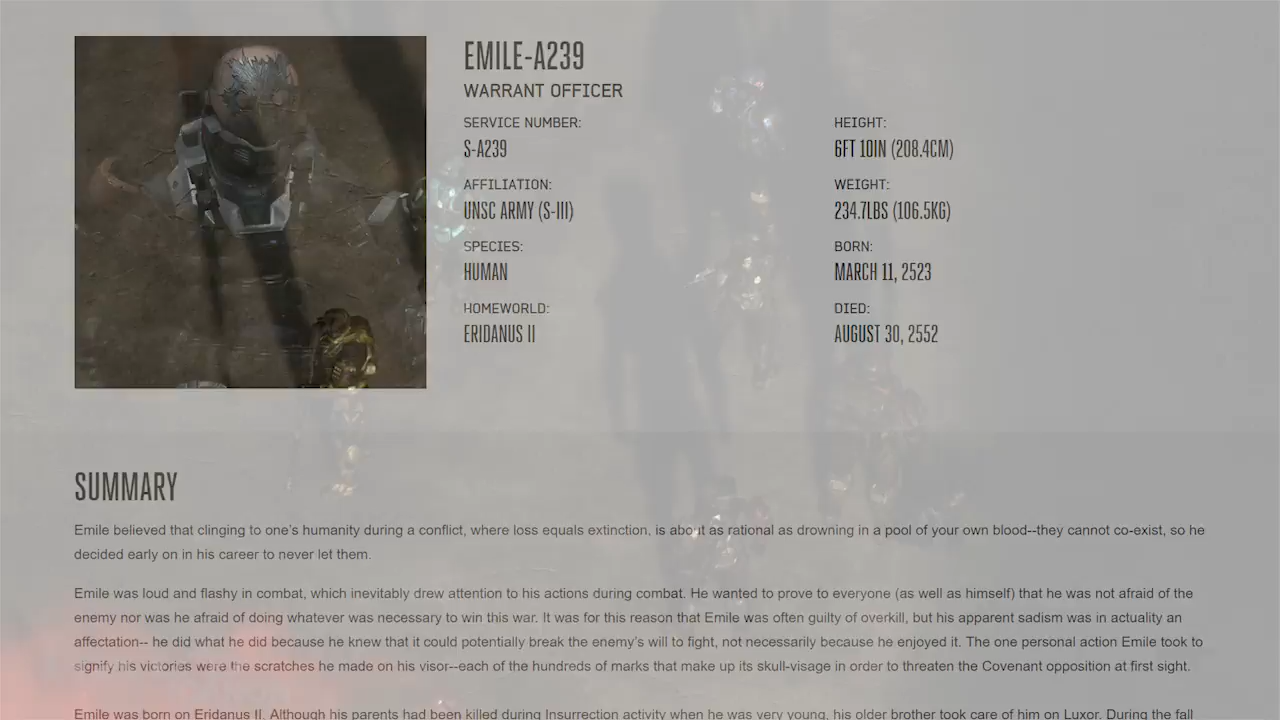 EMILE-A239
WARRANT OFFICER
SERVICE NUMBER:
S-A239
AFFILIATION:
UNSC ARMY (S-III)
SPECIES:
HUMAN
HOMEWORLD:
ERIDANUS II
HEIGHT:
6FT 10IN (208.4CM)
WEIGHT:
234.7LBS (106.5KG)
BORN:
MARCH 11, 2523
DIED:
AUGUST 30, 2552
SUMMARY
Emile believed that clinging to one's humanity during a conflict, where loss equals extinction, is about as rational as drowning in a pool of your own blood--they cannot co-exist, so he
decided early on in his career to never let them.
Emile was loud and flashy in combat, which inevitably drew attention to his actions during combat. He wanted to prove to everyone (as well as himself) that he was not afraid of the
enemy nor was he afraid of doing whatever was necessary to win this war. It was for this reason that Emile was often guilty of overkill, but his apparent sadism was in actuality an
affectation-- he did what he did because he knew that it could potentially break the enemy's will to fight, not necessarily because he enjoyed it. The one personal action Emile took to
signify his victories were the scratches he made on his visor--each of the hundreds of marks that make up its skull-visage in order to threaten the Covenant opposition at first sight.
Emile was born on Eridanus II. Although his parents had been killed during Insurrection activity when he was very young, his older brother took care of him on Luxor. During the fall